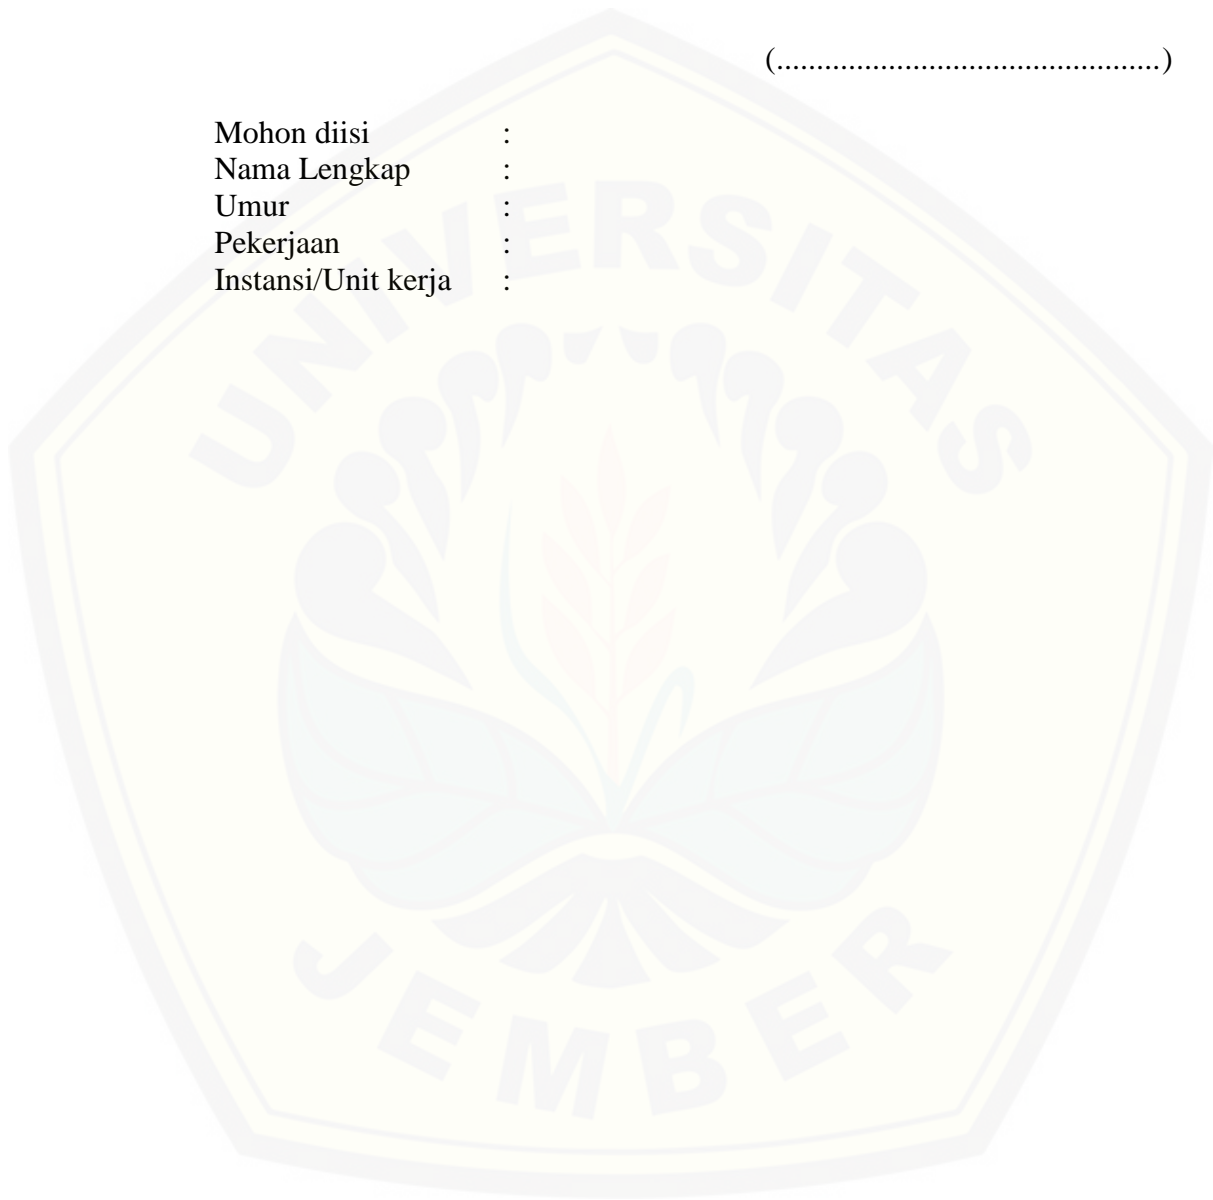 (................................................)
Mohon diisi :
Nama Lengkap :
Umur :
Pekerjaan :
Instansi/Unit kerja :
UNIVERSITAS
JEMBER